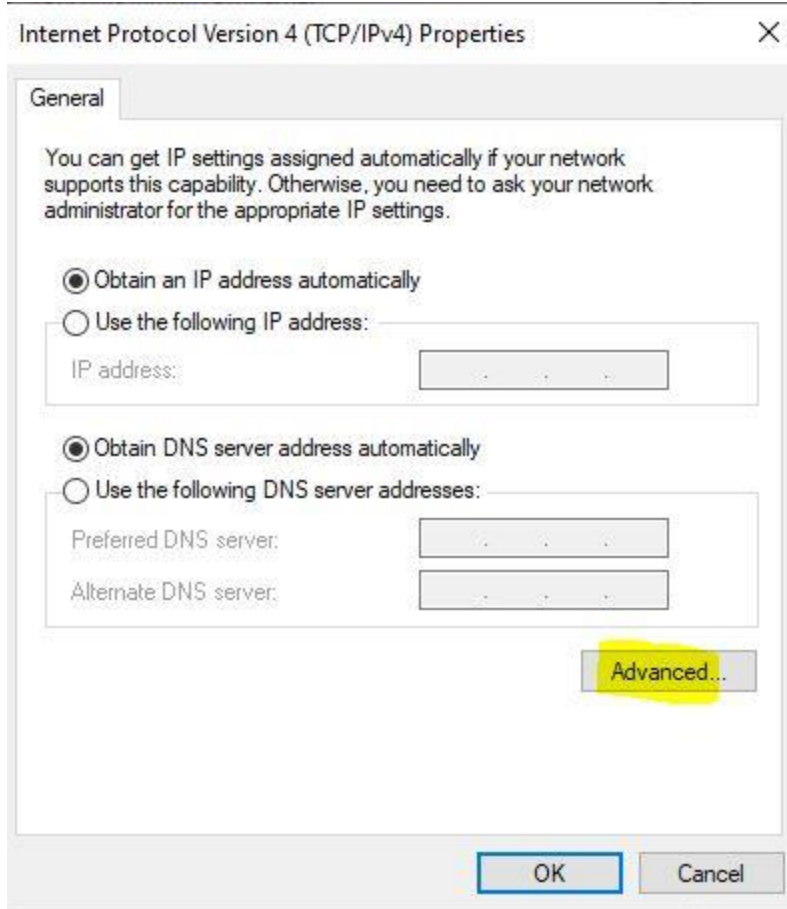 Internet Protocol Version 4 (TCP/IPv4) Properties
General
You can get IP settings assigned automatically if your network
supports this capability. Otherwise, you need to ask your network
administrator for the appropriate IP settings.
Obtain an IP address automatically
Use the following IP address:
IP address:
Obtain DNS server address automatically
Use the following DNS server addresses:
Preferred DNS server:
Alternate DNS server:
Advanced...
OK
Cancel